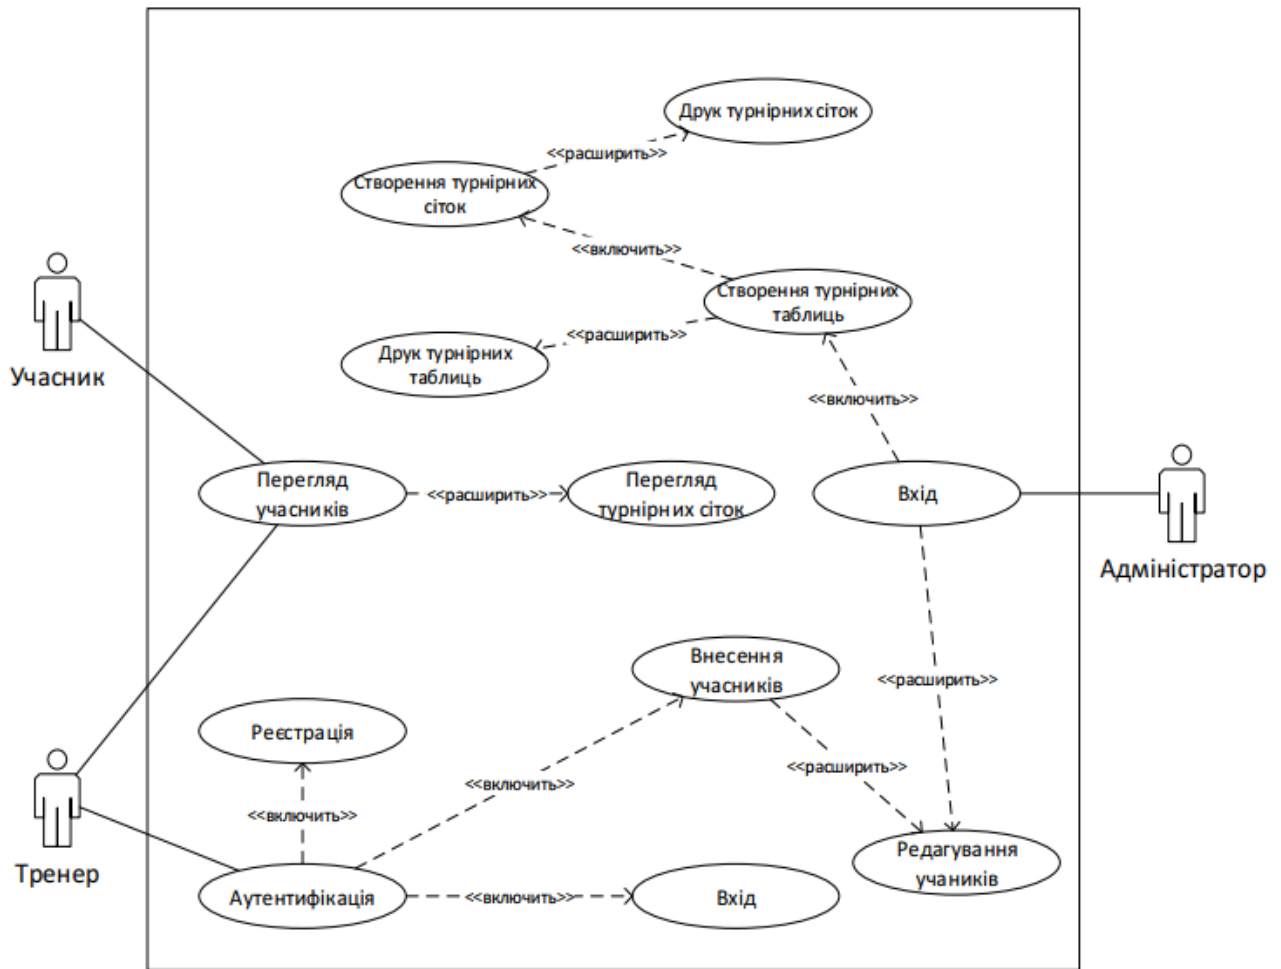 Друк турнірних сіток
<<расширить>>
Створення турнірних
сіток
<<включить>>
Створення турнірних
таблиць
<<расширить>>
Друк турнірних
таблиць
Учасник
<<включить>>
Перегляд
учасників
<<расширить>>
Перегляд
турнірних сіток
Вхід
Адміністратор
Внесення
учасників
<<расширить>>
Реєстрація
<<включить>>
<<расширить>>
<<включить>>
Тренер
Аутентифікація
<<включить>>
Вхід
Редагування
учаників